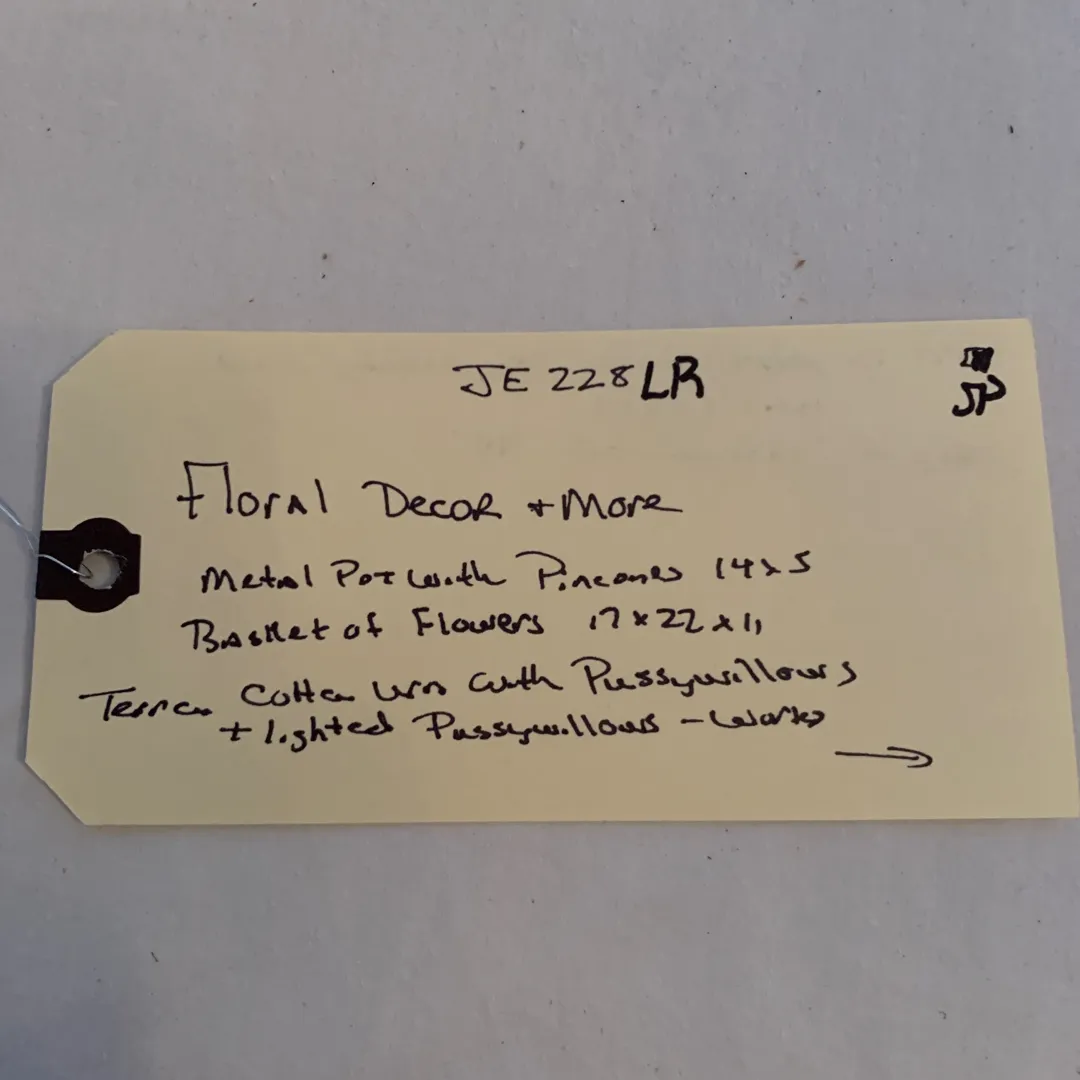 JE 228 LR
JP
Floral Decor + More
Metal Pot with Pinecones 14x5
Basket of Flowers 17x22x11
Terra Cotta Urn with Pussywillows
+ lighted Pussywillows - Works
→